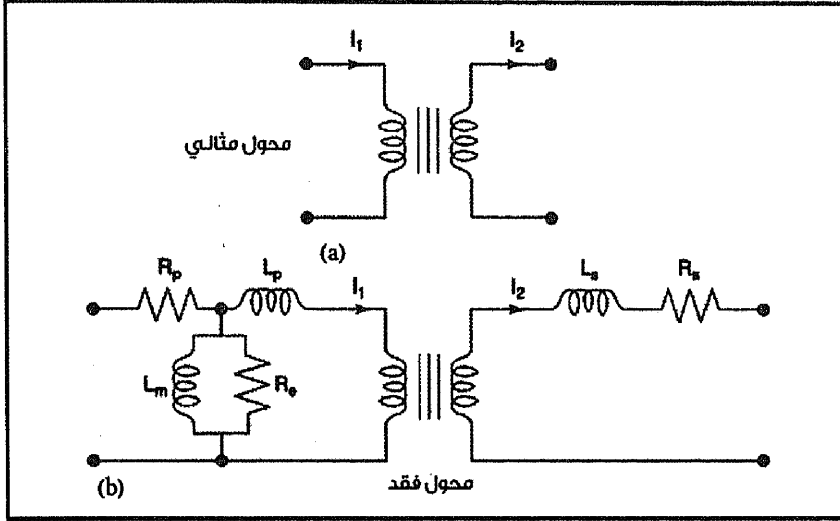 I1 I2
محول مثالي
(a)
Rp Lp I1 I2 Ls Rs
Lm Re
(b)
محول فقد